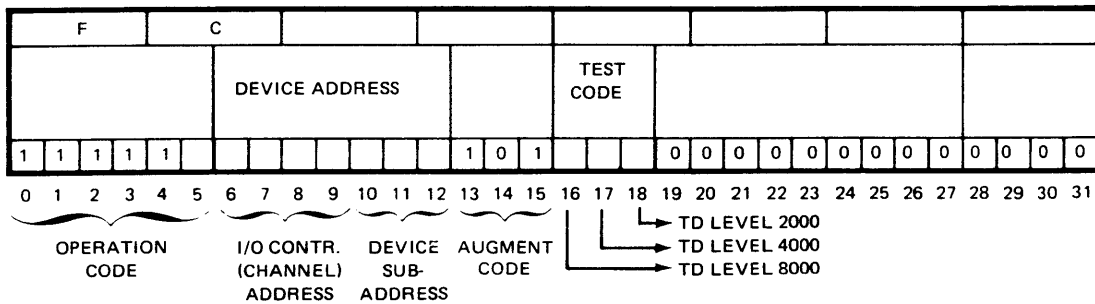 F C
DEVICE ADDRESS
TEST
CODE
1 1 1 1 1 1 0 1 0 0 0 0 0 0 0 0 0 0 0 0 0
0 1 2 3 4 5 6 7 8 9 10 11 12 13 14 15 16 17 18 19 20 21 22 23 24 25 26 27 28 29 30 31
OPERATION
CODE
I/O CONTR.
(CHANNEL)
ADDRESS
DEVICE
SUB-
ADDRESS
AUGMENT
CODE
TD LEVEL 2000
TD LEVEL 4000
TD LEVEL 8000